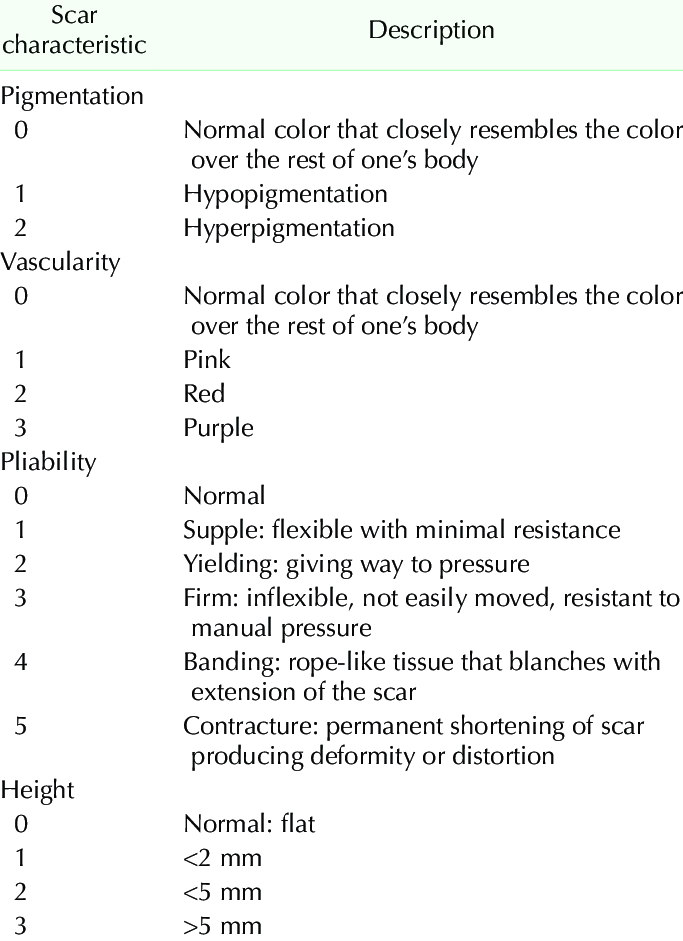 Scar characteristic Description
Pigmentation
0 Normal color that closely resembles the color
over the rest of one’s body
1 Hypopigmentation
2 Hyperpigmentation
Vascularity
0 Normal color that closely resembles the color
over the rest of one’s body
1 Pink
2 Red
3 Purple
Pliability
0 Normal
1 Supple: flexible with minimal resistance
2 Yielding: giving way to pressure
3 Firm: inflexible, not easily moved, resistant to
manual pressure
4 Banding: rope-like tissue that blanches with
extension of the scar
5 Contracture: permanent shortening of scar
producing deformity or distortion
Height
0 Normal: flat
1 <2 mm
2 <5 mm
3 >5 mm